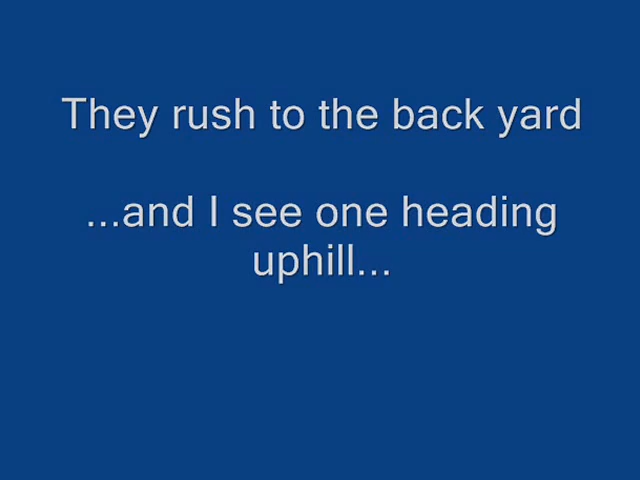 They rush to the back yard
...and I see one heading
uphill...